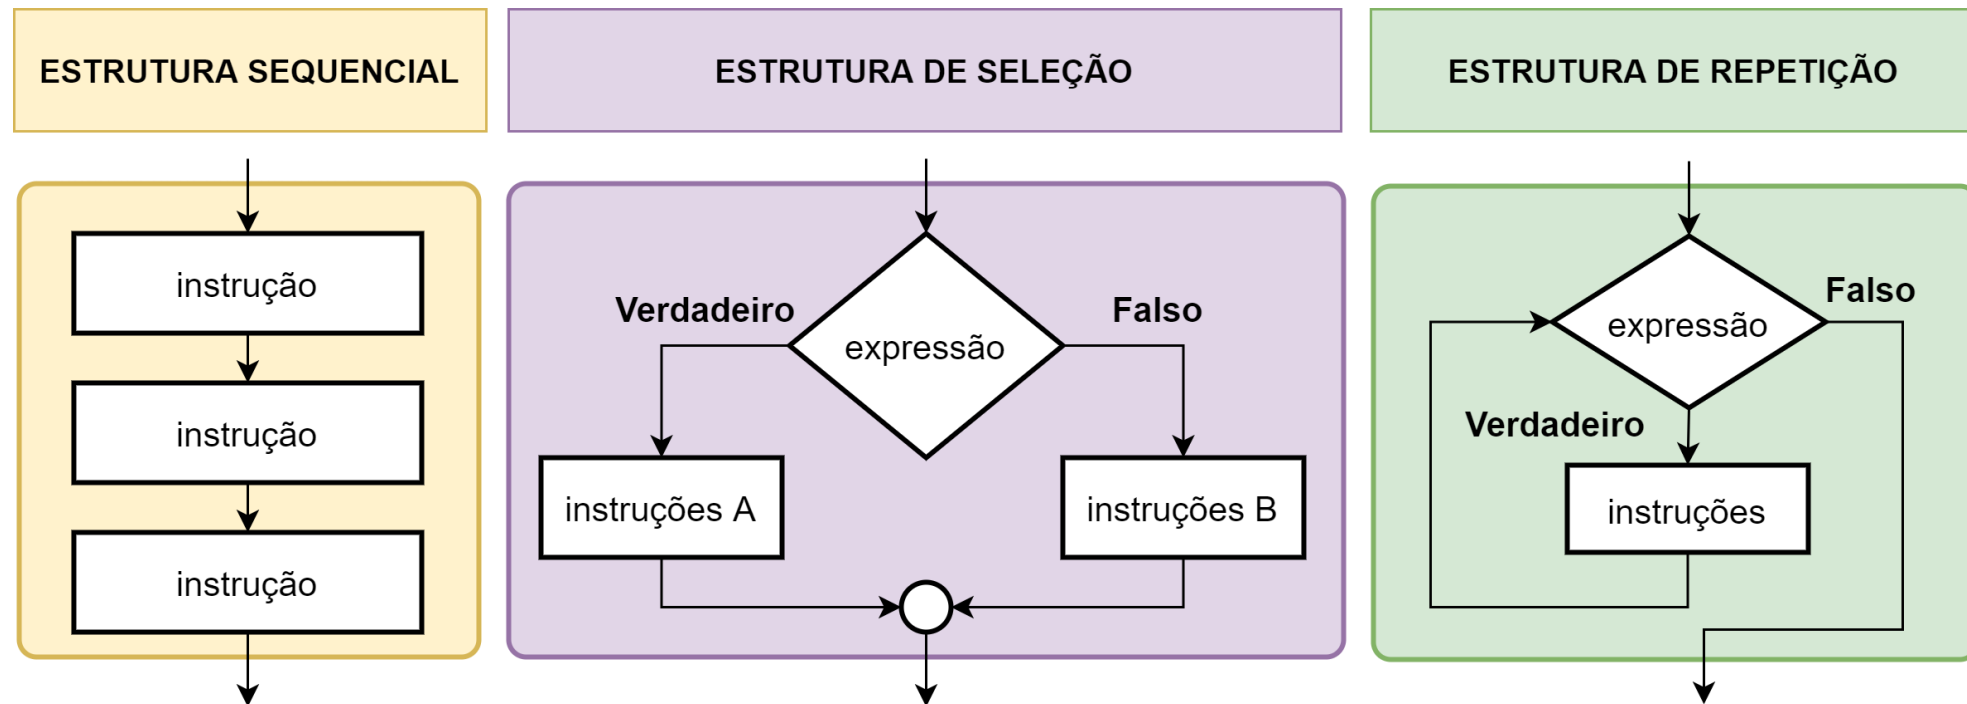 ESTRUTURA SEQUENCIAL
instrução
instrução
instrução
ESTRUTURA DE SELEÇÃO
Verdadeiro
Falso
expressão
instruções A
instruções B
ESTRUTURA DE REPETIÇÃO
Falso
expressão
Verdadeiro
instruções